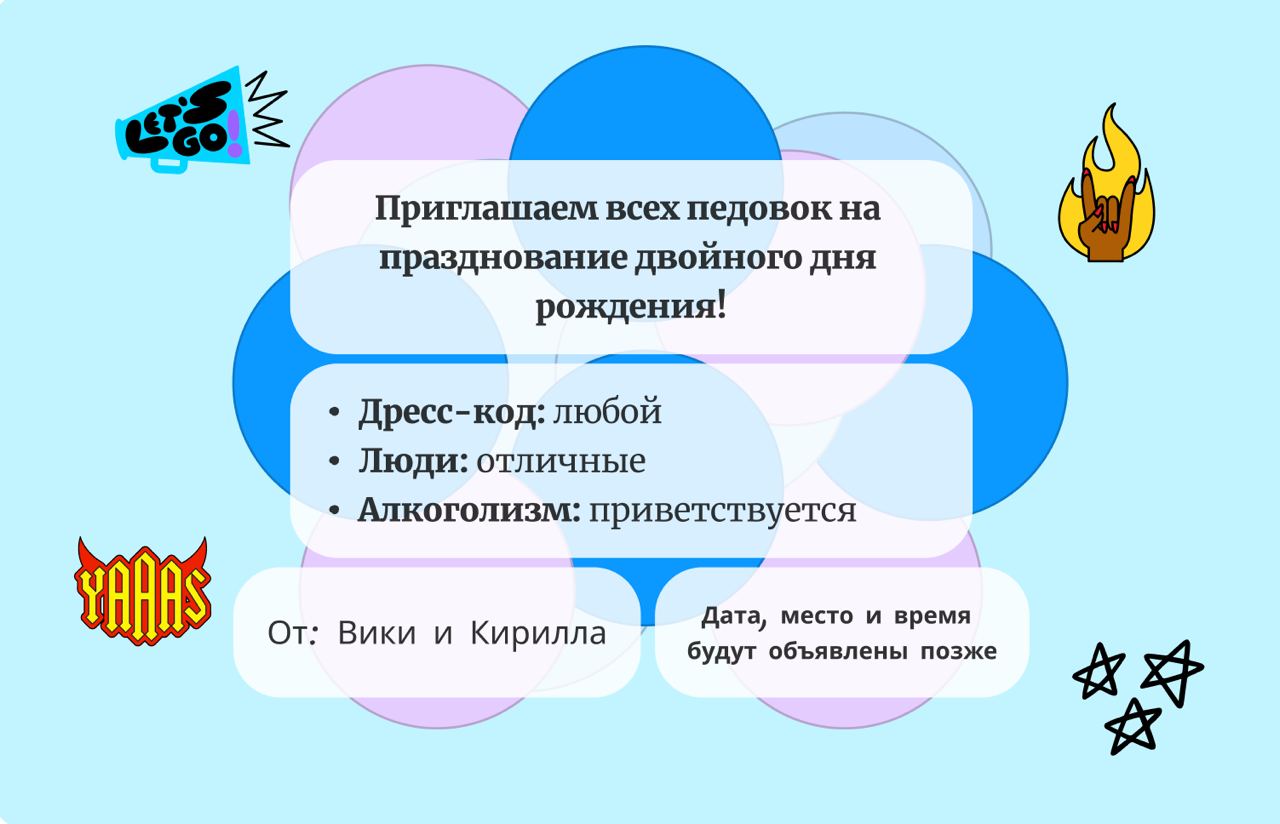 LET'S
GO!
Приглашаем всех педовок на
празднование двойного дня
рождения!
• Дресс-код: любой
• Люди: отличные
• Алкоголизм: приветствуется
YAAAS
От: Вики и Кирилла
Дата, место и время
будут объявлены позже